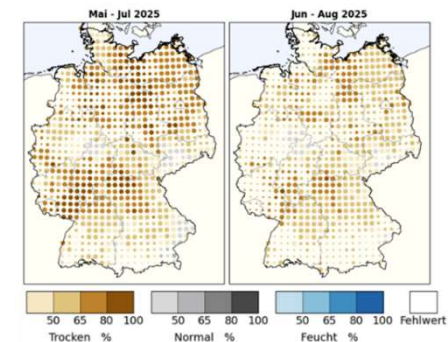 Mai - Jul 2025
Jun - Aug 2025
50 65 80 100
50 65 80 100
50 65 80 100
Fehlwert
Trocken %
Normal %
Feucht %